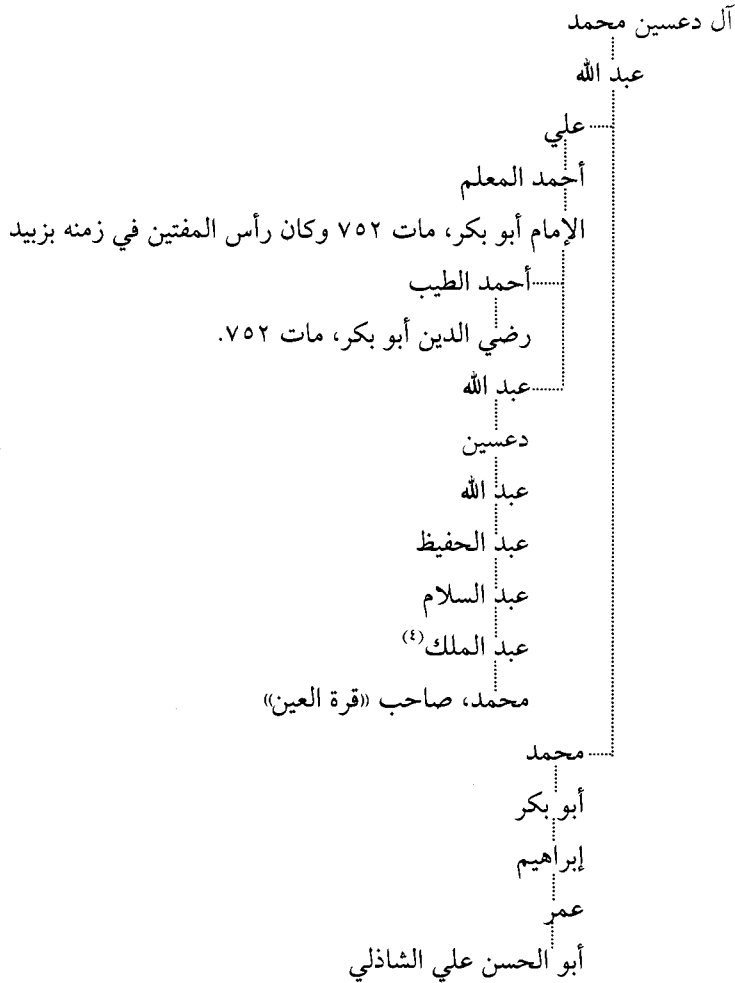 آل دعسين محمد
عبد الله
علي
أحمد المعلم
الإمام أبو بكر، مات ٧٥٢ وكان رأس المفتين في زمنه بزبيد
أحمد الطيب
رضي الدين أبو بكر، مات ٧٥٢.
عبد الله
دعسين
عبد الله
عبد الحفيظ
عبد السلام
عبد الملك(٤)
محمد، صاحب «قرة العين»
محمد
أبو بكر
إبراهيم
عمر
أبو الحسن علي الشاذلي